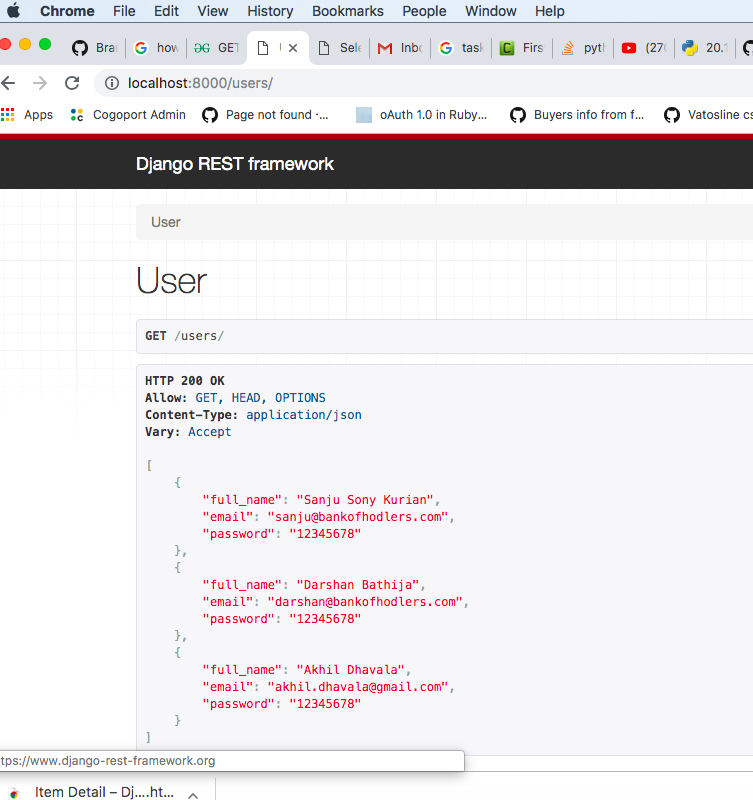 Chrome File Edit View History Bookmarks People Window Help
Bra how GET Sele Inbo task C Firs pyth (270 20.1
localhost:8000/users/
Apps Cogoport Admin Page not found ·... oAuth 1.0 in Ruby... Buyers info from f... Vatosline cs
Django REST framework
User
User
GET /users/
HTTP 200 OK
Allow: GET, HEAD, OPTIONS
Content-Type: application/json
Vary: Accept
[
{
"full_name": "Sanju Sony Kurian",
"email": "sanju@bankofhodlers.com",
"password": "12345678"
},
{
"full_name": "Darshan Bathija",
"email": "darshan@bankofhodlers.com",
"password": "12345678"
},
{
"full_name": "Akhil Dhavala",
"email": "akhil.dhavala@gmail.com",
"password": "12345678"
}
]
tps://www.django-rest-framework.org
Item Detail – Dj....ht...